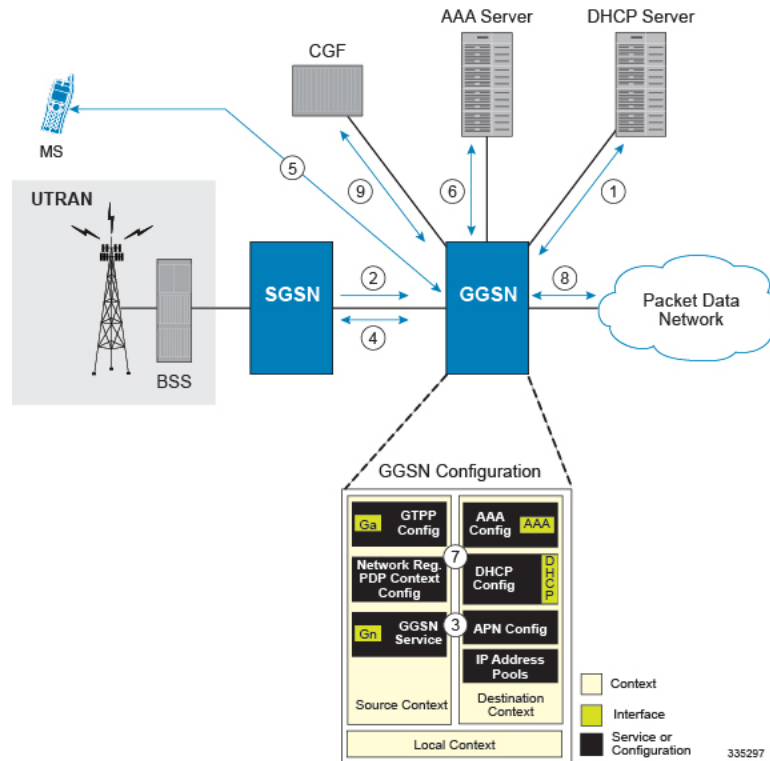 AAA Server
DHCP Server
CGF
MS
5
9
6
1
UTRAN
SGSN
2
4
GGSN
8
Packet Data
Network
BSS
GGSN Configuration
Ga
GTPP
Config
Network Reg.
PDP Context
Config
Gn
GGSN
Service
Source Context
7
3
AAA
Config
AAA
DHCP
Config
DHCP
APN Config
IP Address
Pools
Destination
Context
Local Context
Context
Interface
Service or
Configuration
335297